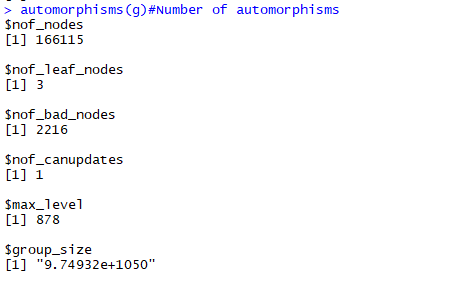 > automorphisms(g)#Number of automorphisms
$nof_nodes
[1] 166115
$nof_leaf_nodes
[1] 3
$nof_bad_nodes
[1] 2216
$nof_canupdates
[1] 1
$max_level
[1] 878
$group_size
[1] "9.74932e+1050"